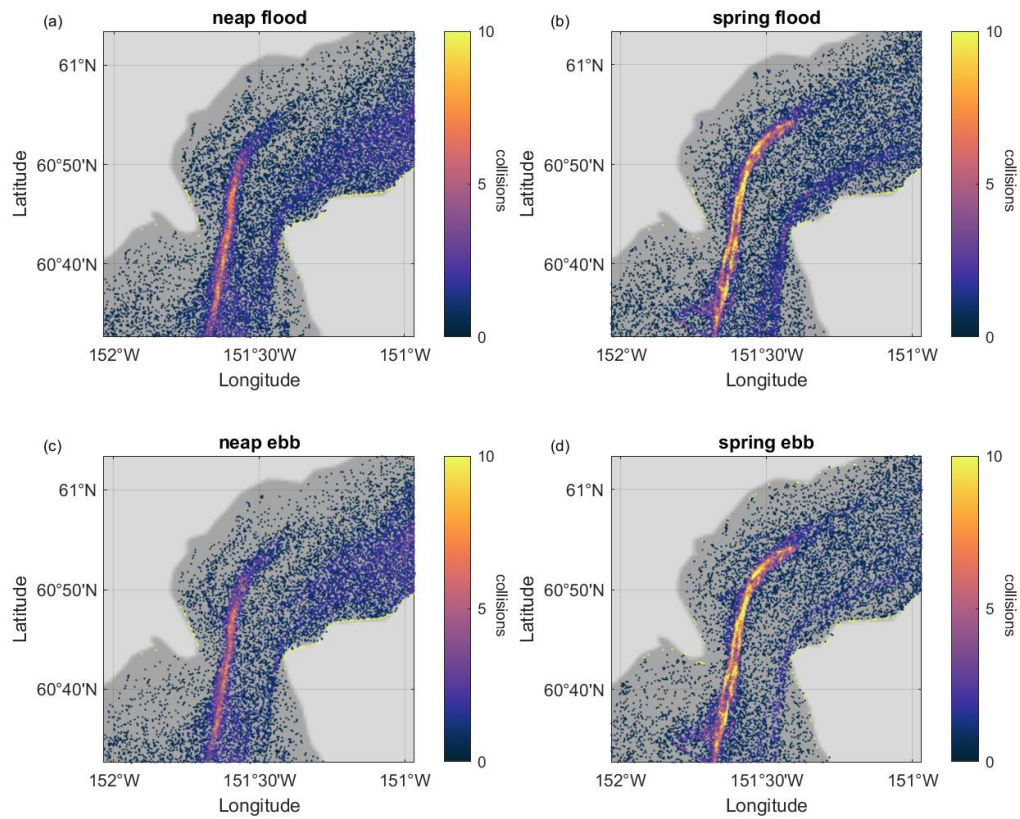 (a) neap flood
61°N
60°50'N
60°40'N
Latitude
152°W 151°30'W 151°W
Longitude
10
5
0
collisions
(b) spring flood
61°N
60°50'N
60°40'N
Latitude
152°W 151°30'W 151°W
Longitude
10
5
0
collisions
(c) neap ebb
61°N
60°50'N
60°40'N
Latitude
152°W 151°30'W 151°W
Longitude
10
5
0
collisions
(d) spring ebb
61°N
60°50'N
60°40'N
Latitude
152°W 151°30'W 151°W
Longitude
10
5
0
collisions